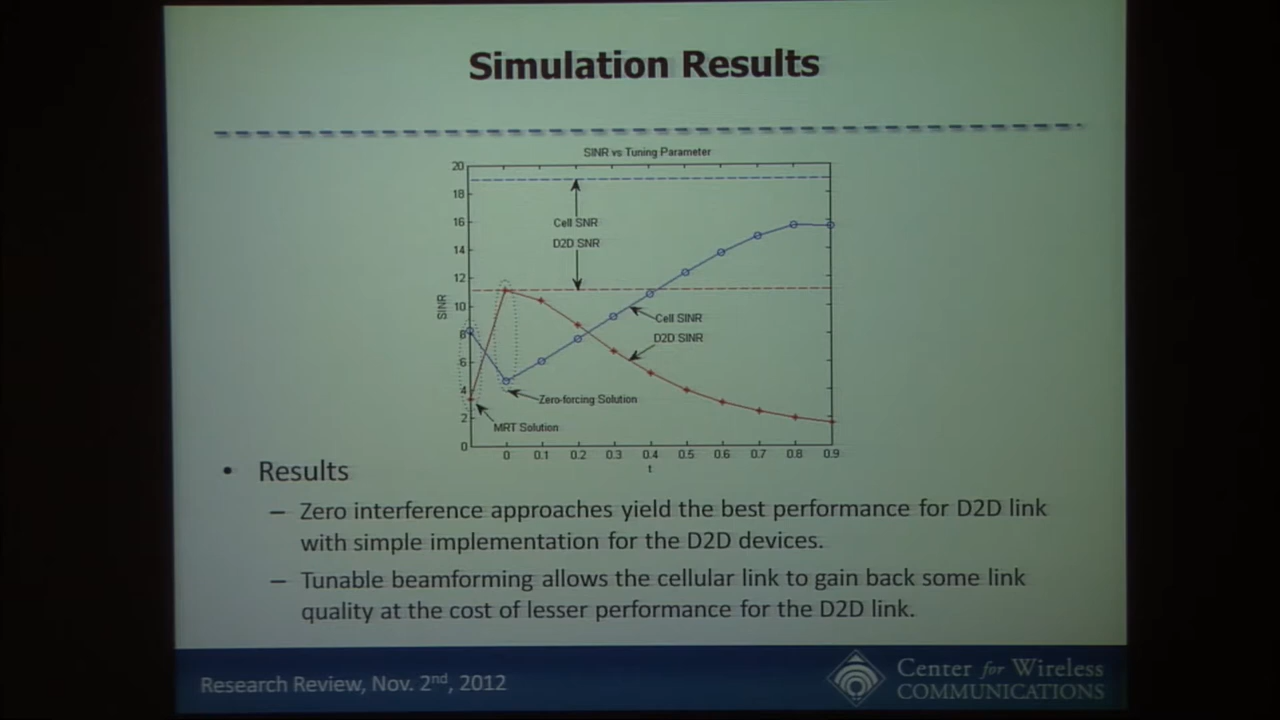 Simulation Results
SINR vs Tuning Parameter
20
18
16
14
12
10
8
6
4
2
0
SINR
Cell SNR
D2D SNR
Cell SINR
D2D SINR
Zero-forcing Solution
MRT Solution
0 0.1 0.2 0.3 0.4 0.5 0.6 0.7 0.8 0.9
t
• Results
– Zero interference approaches yield the best performance for D2D link
with simple implementation for the D2D devices.
– Tunable beamforming allows the cellular link to gain back some link
quality at the cost of lesser performance for the D2D link.
Research Review, Nov. 2nd, 2012
Center for Wireless
COMMUNICATIONS